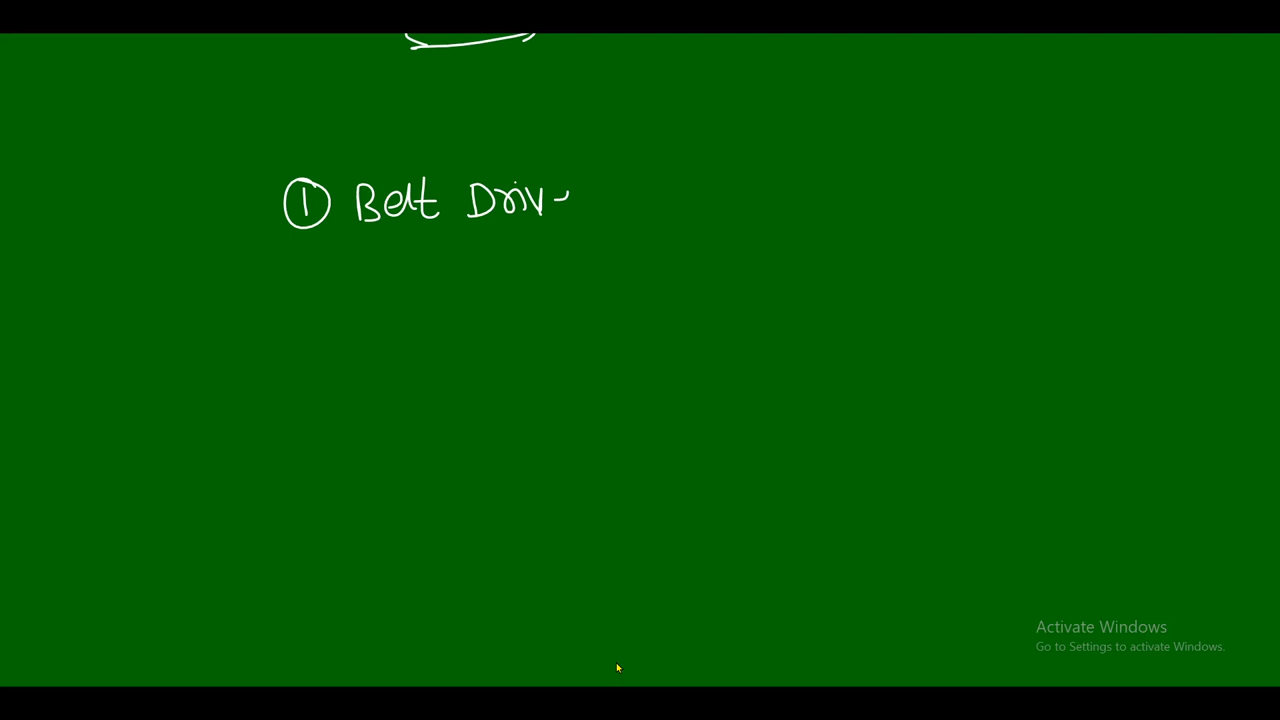 ① Belt Driv
Activate Windows
Go to Settings to activate Windows.